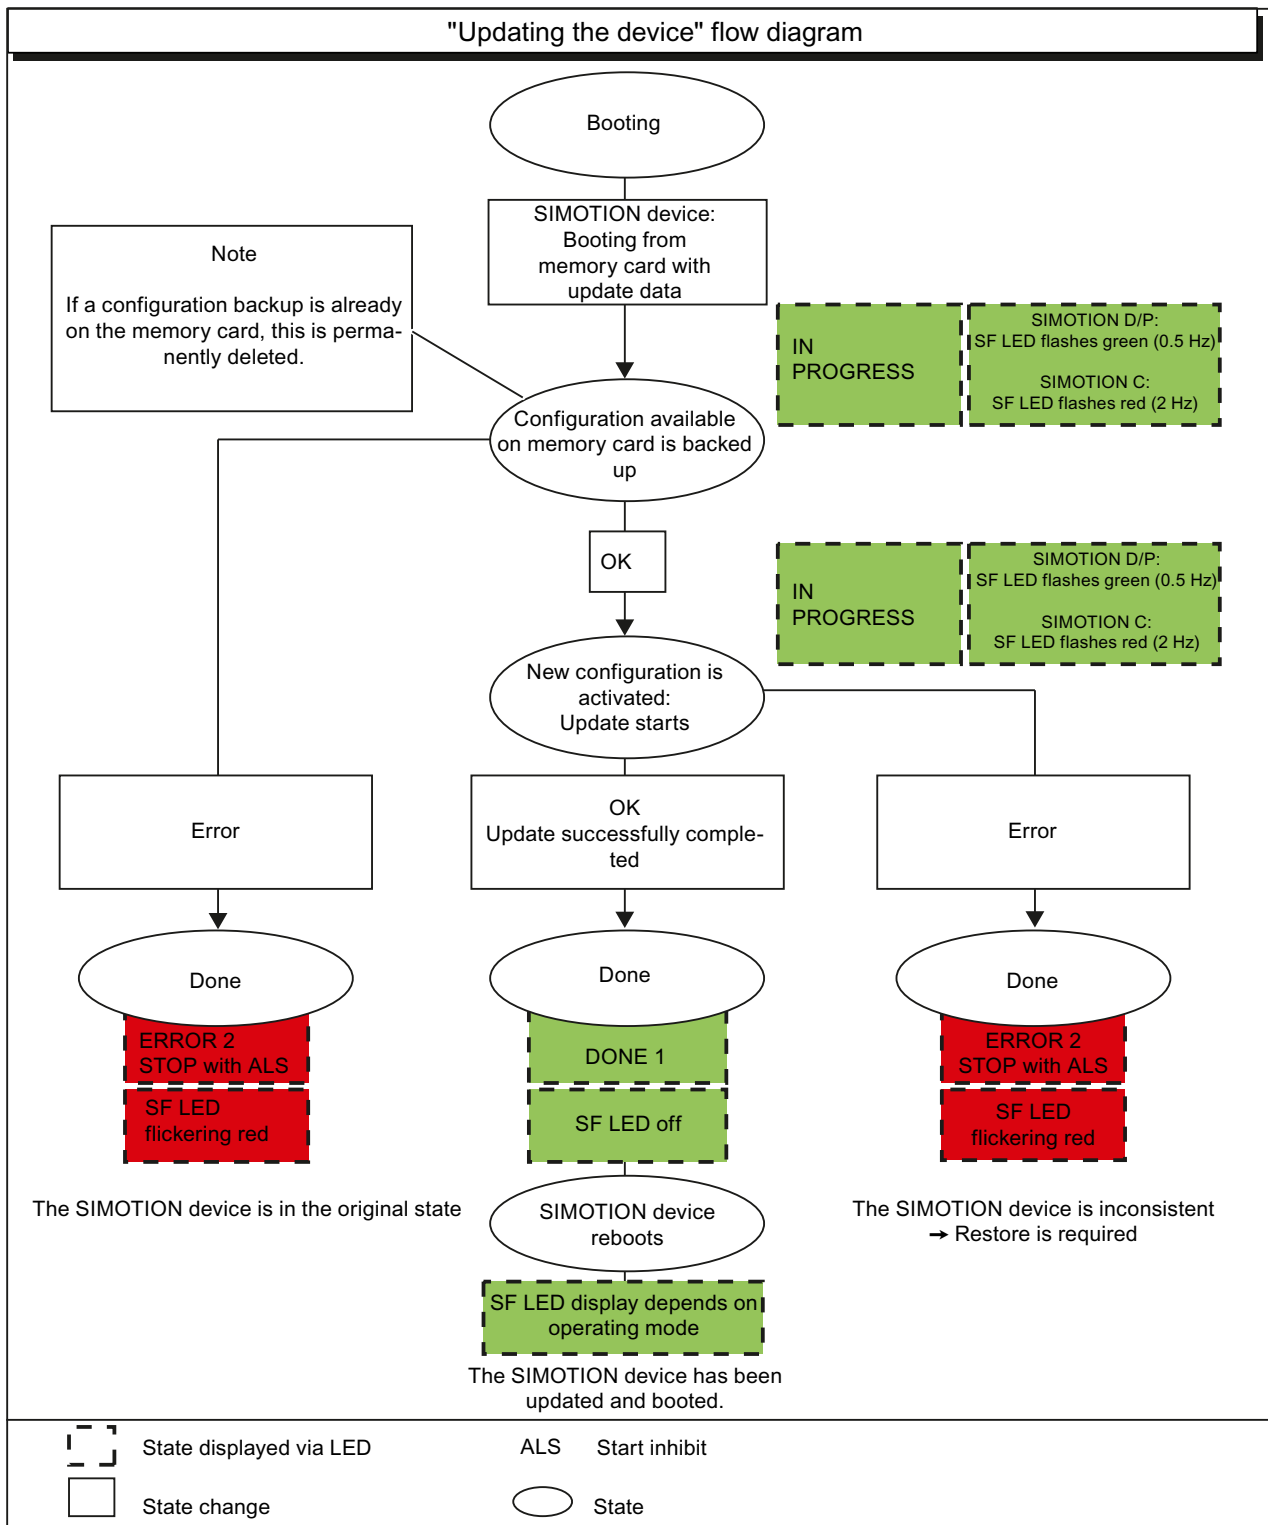 "Updating the device" flow diagram
Booting
SIMOTION device:
Booting from
memory card with
update data
Note
If a configuration backup is already
on the memory card, this is perma-
nently deleted.
IN
PROGRESS
SIMOTION D/P:
SF LED flashes green (0.5 Hz)
SIMOTION C:
SF LED flashes red (2 Hz)
Configuration available
on memory card is backed
up
OK
IN
PROGRESS
SIMOTION D/P:
SF LED flashes green (0.5 Hz)
SIMOTION C:
SF LED flashes red (2 Hz)
New configuration is
activated:
Update starts
Error
OK
Update successfully comple-
ted
Error
Done
ERROR 2
STOP with ALS
SF LED
flickering red
The SIMOTION device is in the original state
Done
DONE 1
SF LED off
SIMOTION device
reboots
SF LED display depends on
operating mode
The SIMOTION device has been
updated and booted.
Done
ERROR 2
STOP with ALS
SF LED
flickering red
The SIMOTION device is inconsistent
→ Restore is required
State displayed via LED
ALS Start inhibit
State change
State